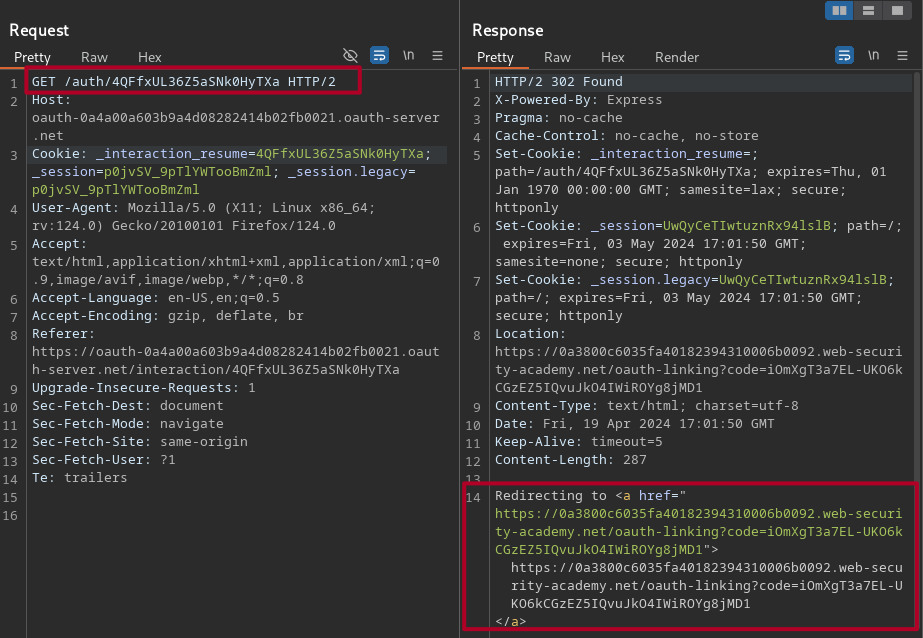 Request
Pretty Raw Hex \n
1 GET /auth/4QFfxUL36Z5aSNk0HyTXa HTTP/2
2 Host:
oauth-0a4a00a603b9a4d08282414b02fb0021.oauth-server
.net
3 Cookie: _interaction_resume=4QFfxUL36Z5aSNk0HyTXa;
_session=p0jvSV_9pTlYWTooBmZml; _session.legacy=
p0jvSV_9pTlYWTooBmZml
4 User-Agent: Mozilla/5.0 (X11; Linux x86_64;
rv:124.0) Gecko/20100101 Firefox/124.0
5 Accept:
text/html,application/xhtml+xml,application/xml;q=0
.9,image/avif,image/webp,*/*;q=0.8
6 Accept-Language: en-US,en;q=0.5
7 Accept-Encoding: gzip, deflate, br
8 Referer:
https://oauth-0a4a00a603b9a4d08282414b02fb0021.oaut
h-server.net/interaction/4QFfxUL36Z5aSNk0HyTXa
9 Upgrade-Insecure-Requests: 1
10 Sec-Fetch-Dest: document
11 Sec-Fetch-Mode: navigate
12 Sec-Fetch-Site: same-origin
13 Sec-Fetch-User: ?1
14 Te: trailers
15
16
Response
Pretty Raw Hex Render \n
1 HTTP/2 302 Found
2 X-Powered-By: Express
3 Pragma: no-cache
4 Cache-Control: no-cache, no-store
5 Set-Cookie: _interaction_resume=;
path=/auth/4QFfxUL36Z5aSNk0HyTXa; expires=Thu, 01
Jan 1970 00:00:00 GMT; samesite=lax; secure;
httponly
6 Set-Cookie: _session=UwQyCeTIwtuznRx94lslB; path=/;
expires=Fri, 03 May 2024 17:01:50 GMT;
samesite=none; secure; httponly
7 Set-Cookie: _session.legacy=UwQyCeTIwtuznRx94lslB;
path=/; expires=Fri, 03 May 2024 17:01:50 GMT;
secure; httponly
8 Location:
https://0a3800c6035fa40182394310006b0092.web-securi
ty-academy.net/oauth-linking?code=iOmXgT3a7EL-UKO6k
CGzEZ5IQvuJkO4IWiROYg8jMD1
9 Content-Type: text/html; charset=utf-8
10 Date: Fri, 19 Apr 2024 17:01:50 GMT
11 Keep-Alive: timeout=5
12 Content-Length: 287
13
14 Redirecting to <a href="
https://0a3800c6035fa40182394310006b0092.web-securi
ty-academy.net/oauth-linking?code=iOmXgT3a7EL-UKO6k
CGzEZ5IQvuJkO4IWiROYg8jMD1">
https://0a3800c6035fa40182394310006b0092.web-secu
rity-academy.net/oauth-linking?code=iOmXgT3a7EL-U
KO6kCGzEZ5IQvuJkO4IWiROYg8jMD1
</a>